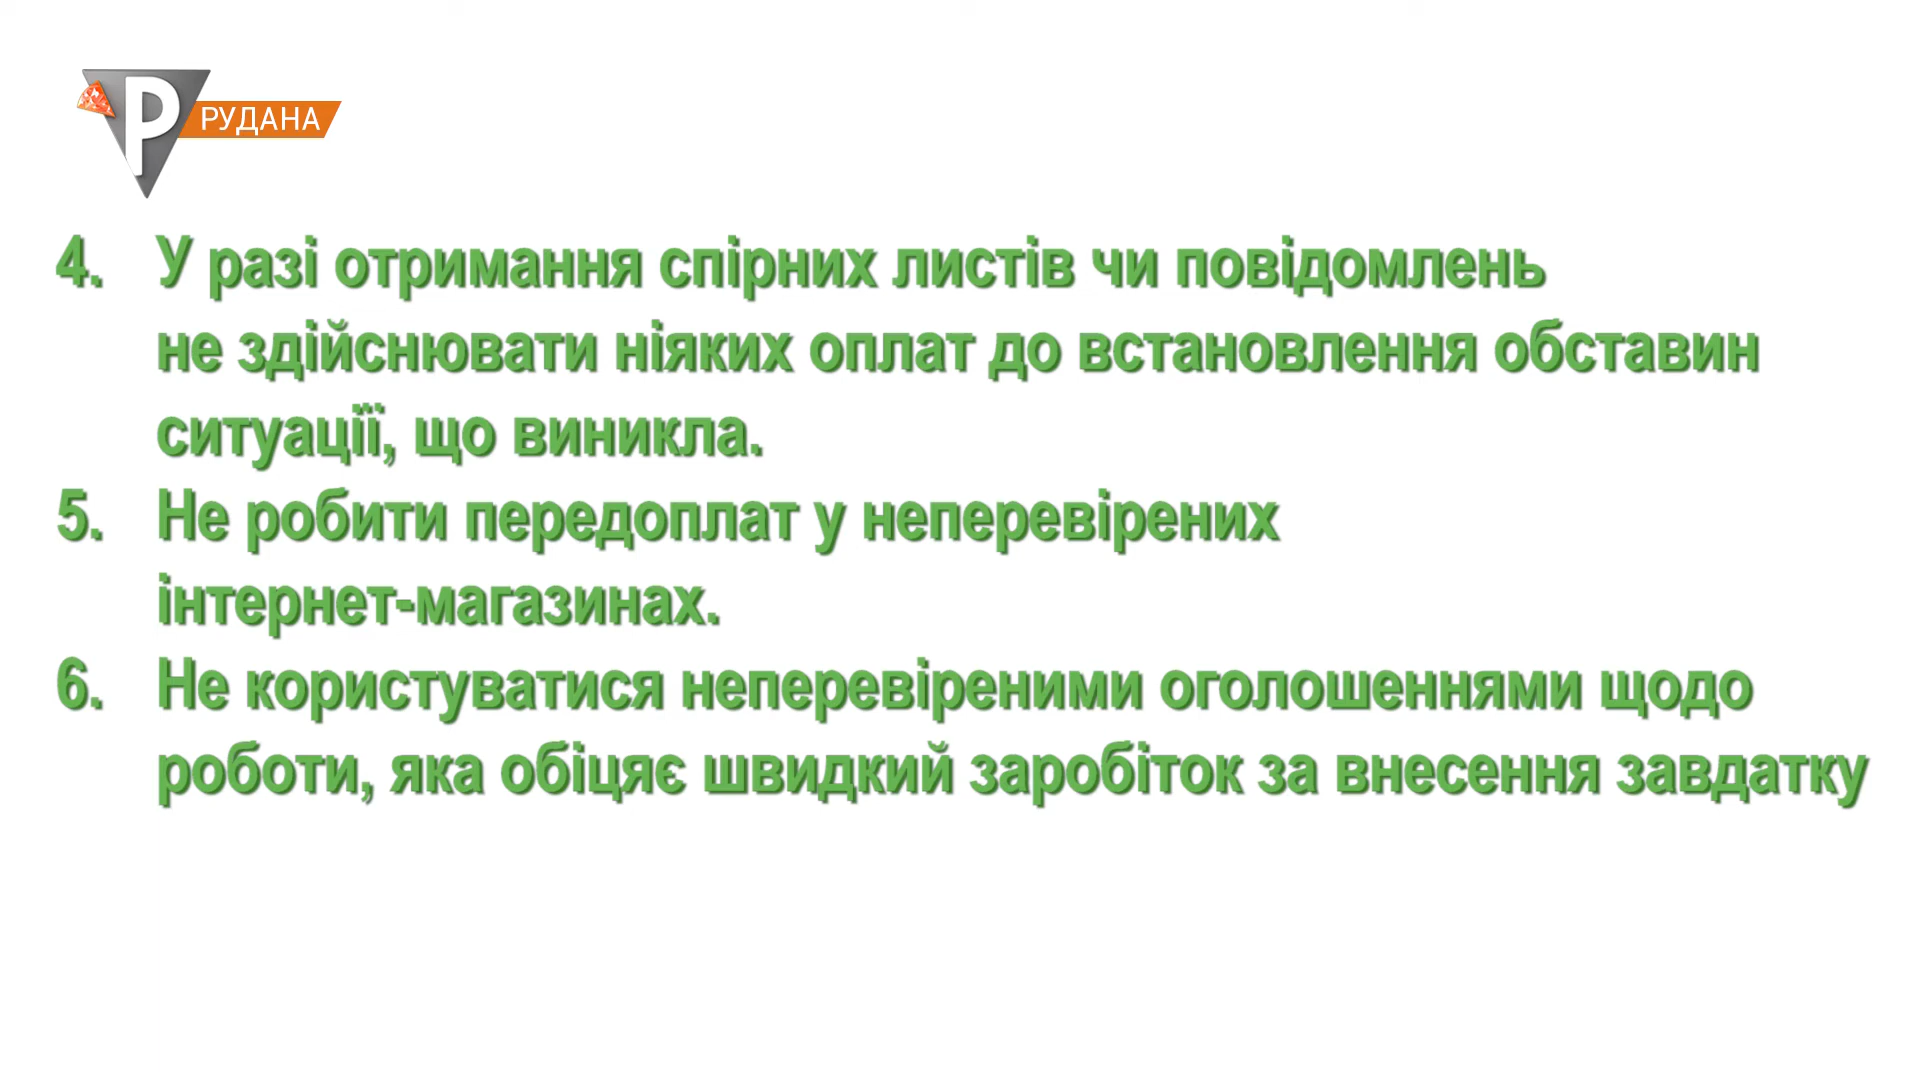 Р РУДАНА
4. У разі отримання спірних листів чи повідомлень
не здійснювати ніяких оплат до встановлення обставин
ситуації, що виникла.
5. Не робити передоплат у неперевірених
інтернет-магазинах.
6. Не користуватися неперевіреними оголошеннями щодо
роботи, яка обіцяє швидкий заробіток за внесення завдатку